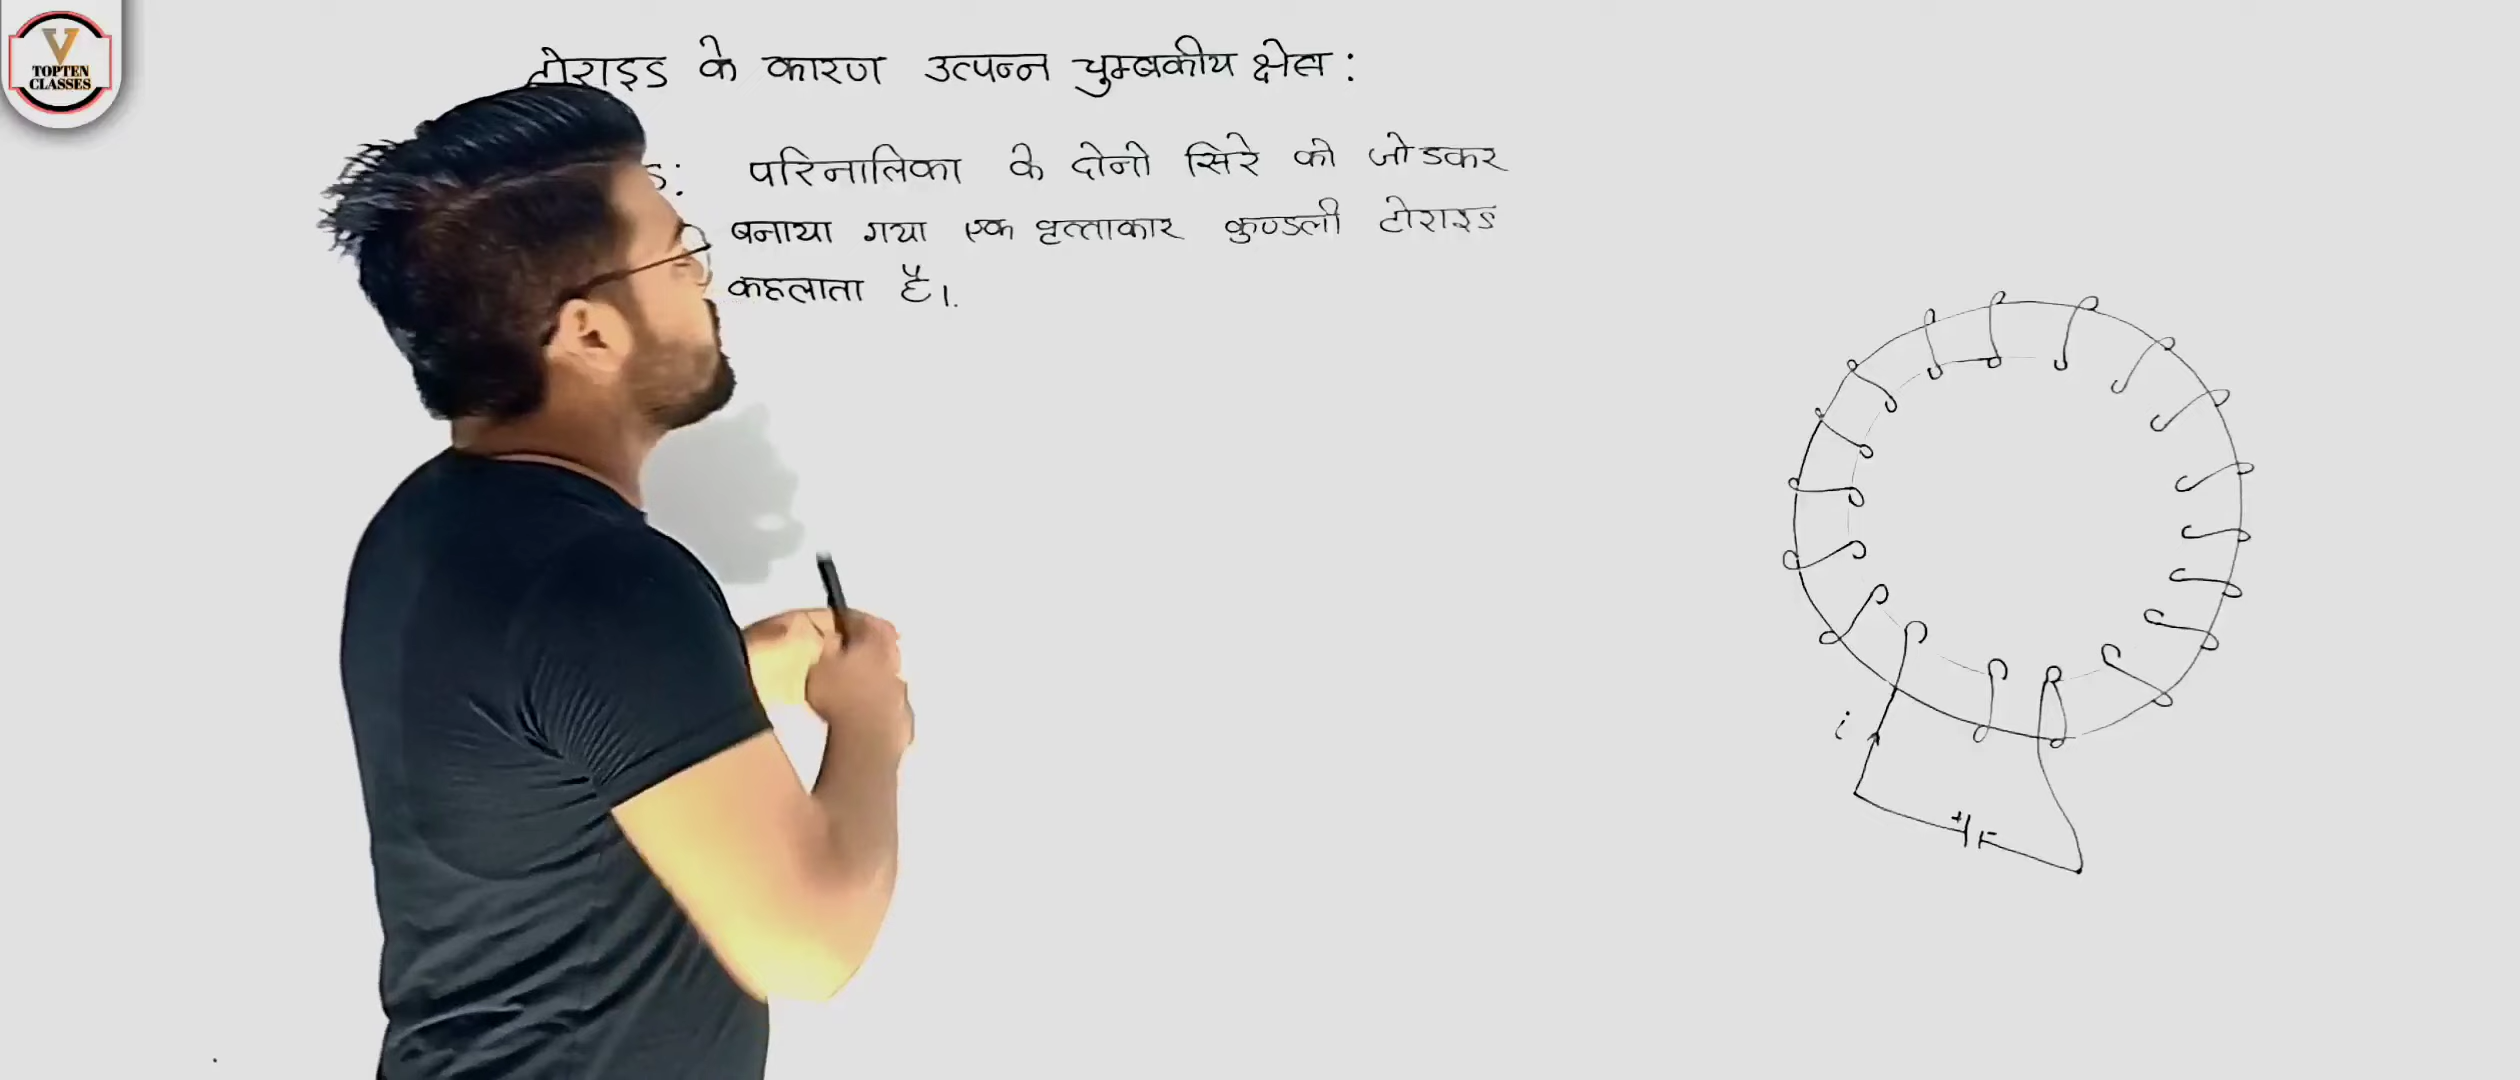 V
TOPTEN
CLASSES
टोराइड के कारण उत्पन्न चुम्बकीय क्षेत्र :
ड: परिनालिका के दोनो सिरे को जोडकर
बनाया गया एक वृत्ताकार कुण्डली टोराइड
कहलाता है।.
i
+ -